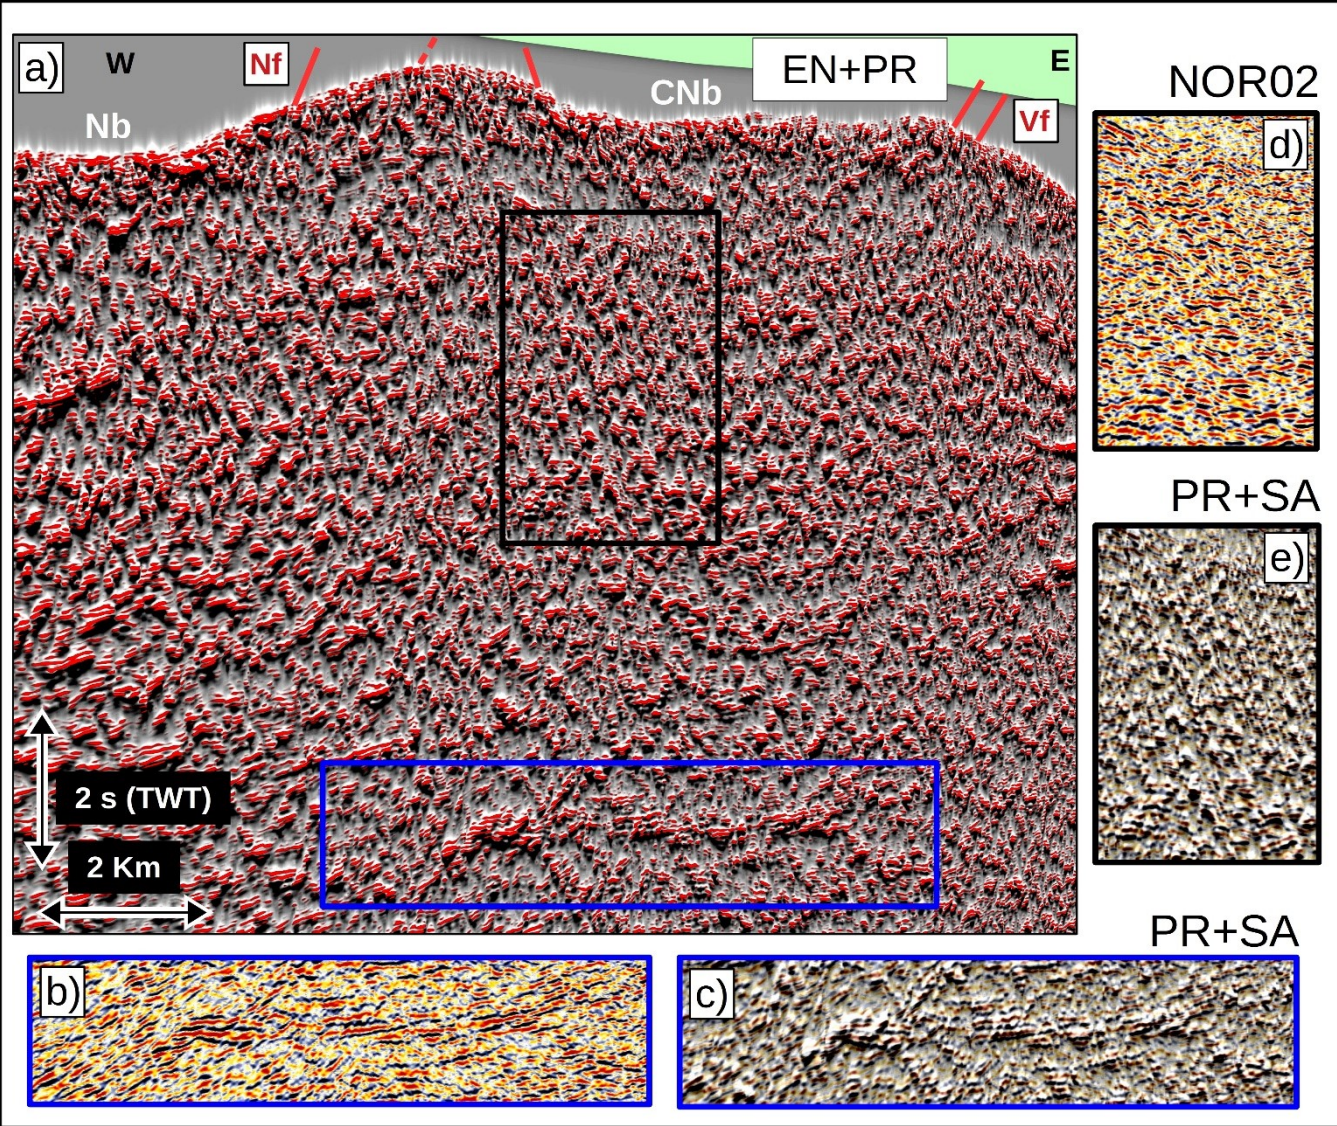 a)
W
Nf
EN+PR
E
Nb
CNb
Vf
NOR02
d)
PR+SA
e)
2 s (TWT)
2 Km
PR+SA
b)
c)